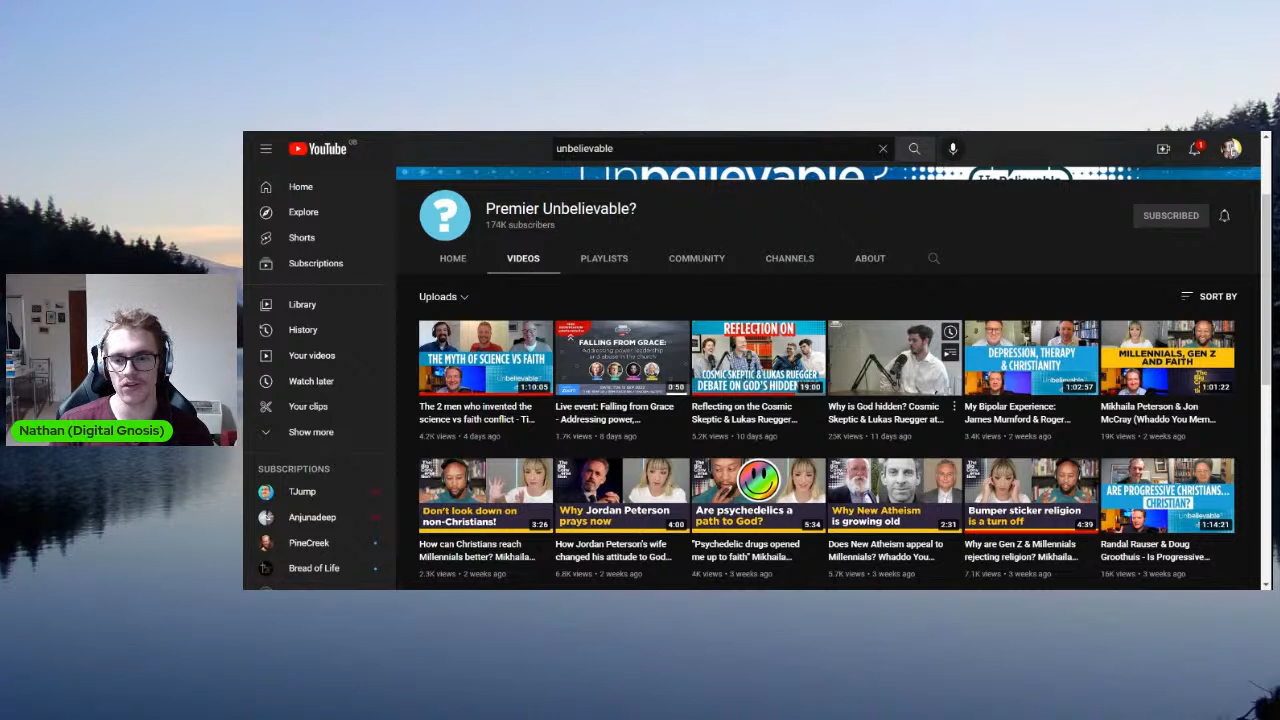 YouTube GB
unbelievable
1
Home
Explore
Shorts
Subscriptions
Library
History
Your videos
Watch later
Your clips
Show more
SUBSCRIPTIONS
TJump
Anjunadeep
PineCreek
Bread of Life
Unbelievable?
?
Premier Unbelievable?
174K subscribers
SUBSCRIBED
HOME VIDEOS PLAYLISTS COMMUNITY CHANNELS ABOUT
Uploads
SORT BY
THE MYTH OF SCIENCE VS FAITH
1:10:05
The 2 men who invented the
science vs faith conflict - Ti...
4.2K views • 4 days ago
FALLING FROM GRACE:
Addressing power, leadership
and abuse in the church
0:50
Live event: Falling from Grace
- Addressing power,...
1.7K views • 8 days ago
REFLECTION ON
COSMIC SKEPTIC & LUKAS RUEGGER
DEBATE ON GOD'S HIDDEN
19:00
Reflecting on the Cosmic
Skeptic & Lukas Ruegger...
5.2K views • 10 days ago
Why is God hidden? Cosmic
Skeptic & Lukas Ruegger at...
25K views • 11 days ago
DEPRESSION, THERAPY
& CHRISTIANITY
1:02:57
My Bipolar Experience:
James Mumford & Roger...
3.4K views • 2 weeks ago
MILLENNIALS, GEN Z
AND FAITH
1:01:22
Mikhaila Peterson & Jon
McCray (Whaddo You Mem...
19K views • 2 weeks ago
Don't look down on
non-Christians!
3:26
How can Christians reach
Millennials better? Mikhaila...
2.3K views • 2 weeks ago
Why Jordan Peterson
prays now
4:00
How Jordan Peterson's wife
changed his attitude to God...
6.8K views • 2 weeks ago
Are psychedelics a
path to God?
5:34
"Psychedelic drugs opened
me up to faith" Mikhaila...
4K views • 3 weeks ago
Why New Atheism
is growing old
2:31
Does New Atheism appeal to
Millennials? Whaddo You...
5.7K views • 3 weeks ago
Bumper sticker religion
is a turn off
4:39
Why are Gen Z & Millennials
rejecting religion? Mikhaila...
7.1K views • 3 weeks ago
ARE PROGRESSIVE CHRISTIANS...
CHRISTIAN?
Unbelievable?
1:14:21
Randal Rauser & Doug
Groothuis - Is Progressive...
16K views • 3 weeks ago
Nathan (Digital Gnosis)